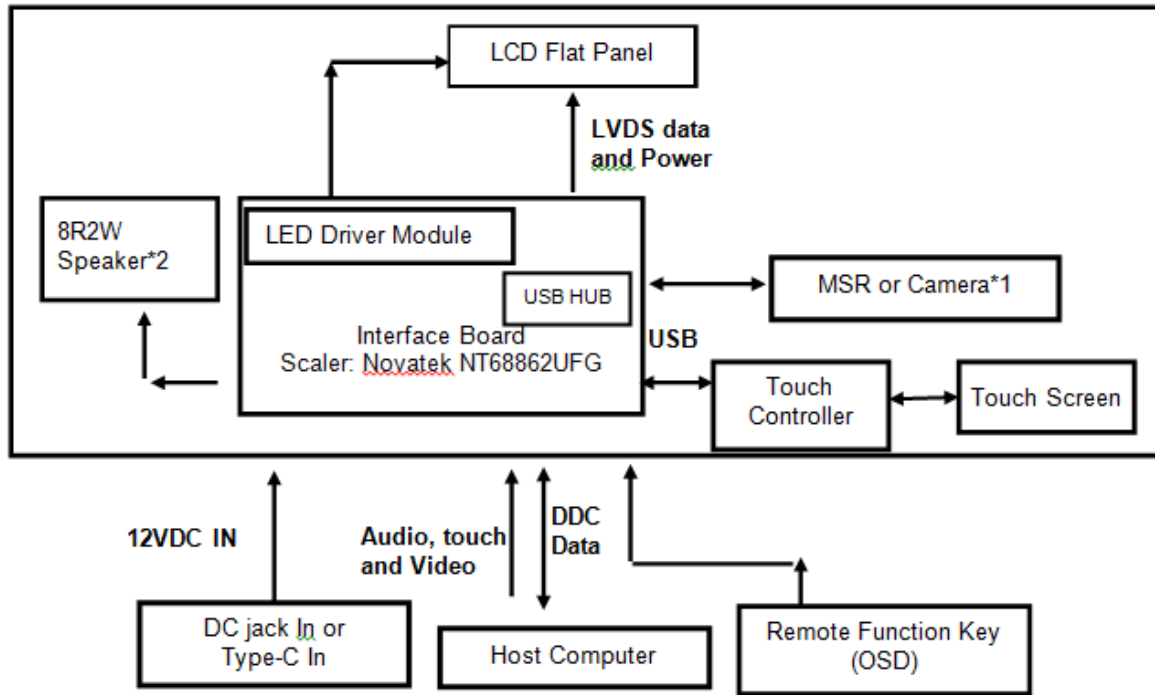 LCD Flat Panel
LVDS data
and Power
8R2W
Speaker*2
LED Driver Module
USB HUB
Interface Board
Scaler: Novatek NT68862UFG
MSR or Camera*1
USB
Touch
Controller
Touch Screen
12VDC IN
Audio, touch
and Video
DDC
Data
DC jack In or
Type-C In
Host Computer
Remote Function Key
(OSD)